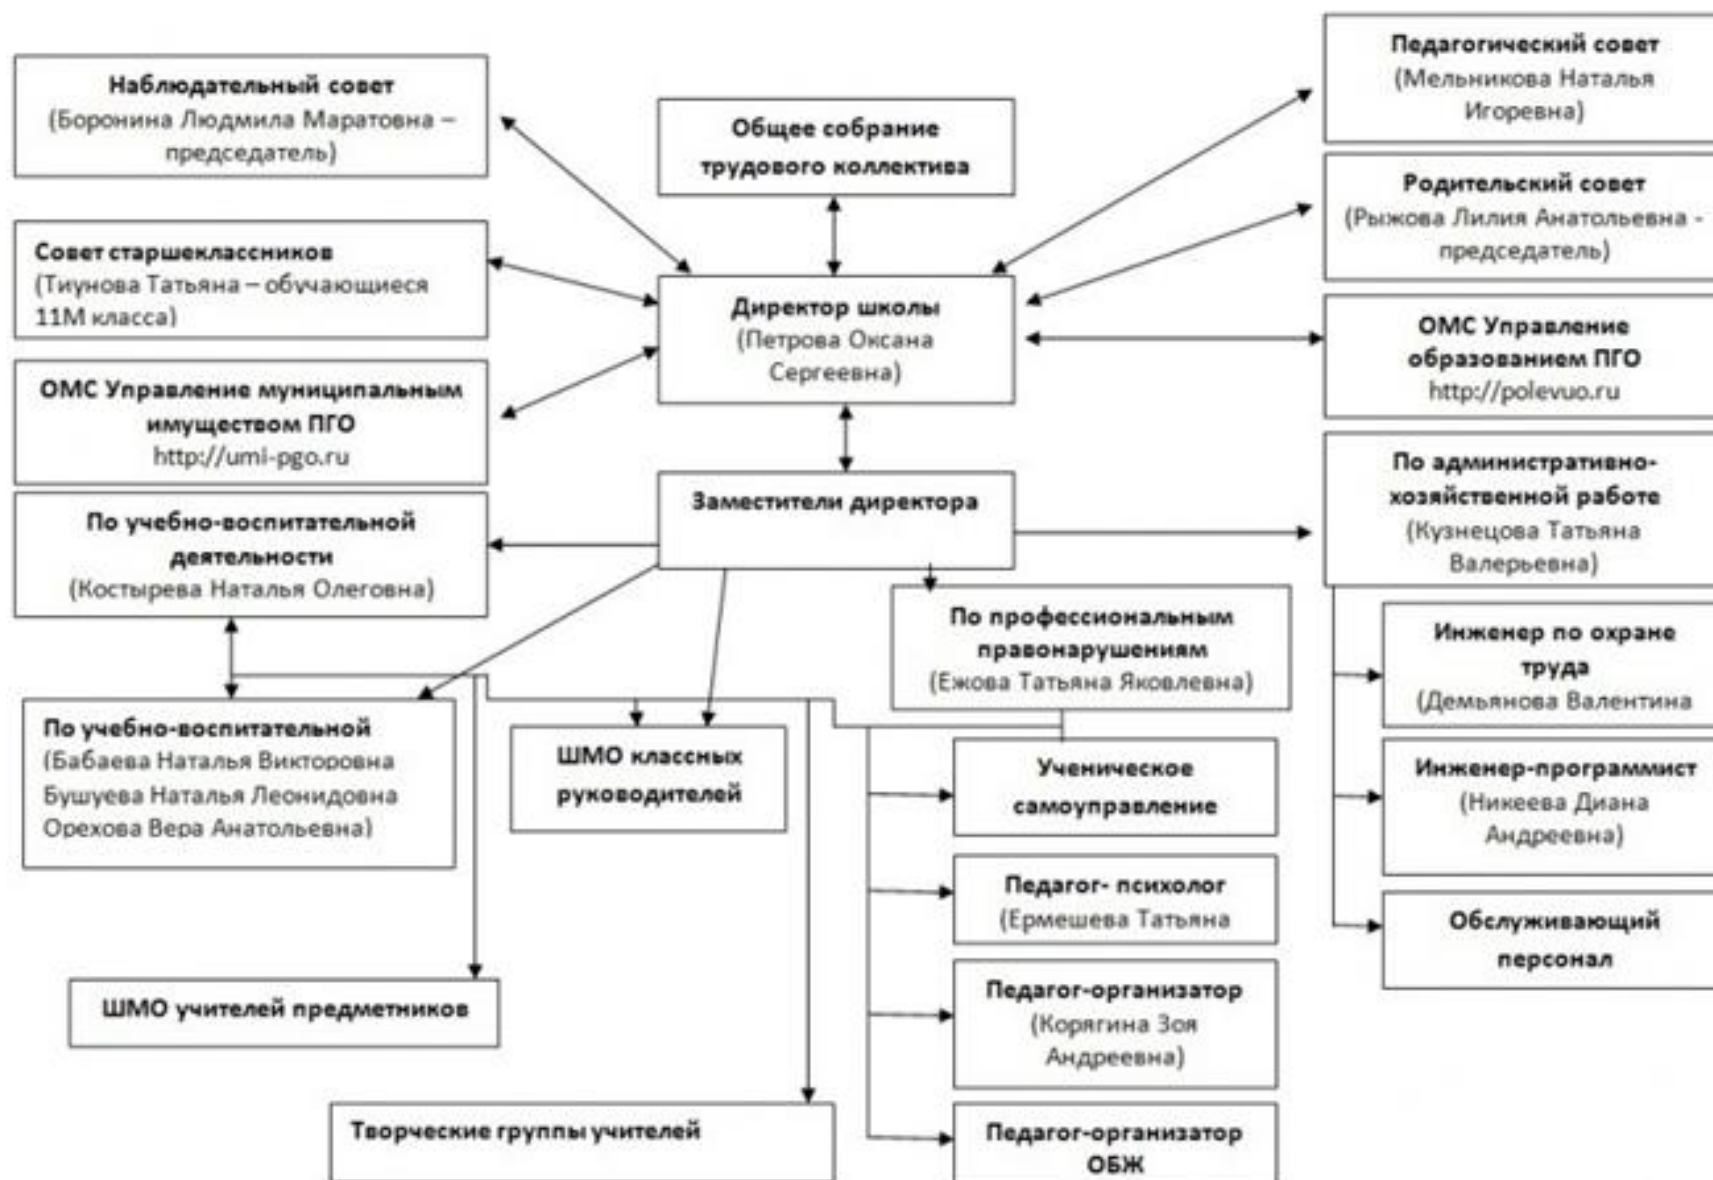 Наблюдательный совет
(Боронина Людмила Маратовна –
председатель)
Общее собрание
трудового коллектива
Педагогический совет
(Мельникова Наталья
Игоревна)
Родительский совет
(Рыжова Лилия Анатольевна -
председатель)
Совет старшеклассников
(Тиунова Татьяна – обучающиеся
11М класса)
Директор школы
(Петрова Оксана
Сергеевна)
ОМС Управление
образованием ПГО
http://polevuo.ru
ОМС Управление муниципальным
имуществом ПГО
http://umi-pgo.ru
Заместители директора
По административно-
хозяйственной работе
(Кузнецова Татьяна
Валерьевна)
По учебно-воспитательной
деятельности
(Костырева Наталья Олеговна)
По профессиональным
правонарушениям
(Ежова Татьяна Яковлевна)
Инженер по охране
труда
(Демьянова Валентина
По учебно-воспитательной
(Бабаева Наталья Викторовна
Бушуева Наталья Леонидовна
Орехова Вера Анатольевна)
ШМО классных
руководителей
Ученическое
самоуправление
Инженер-программист
(Никеева Диана
Андреевна)
Педагог- психолог
(Ермешева Татьяна
Обслуживающий
персонал
ШМО учителей предметников
Педагог-организатор
(Корягина Зоя
Андреевна)
Творческие группы учителей
Педагог-организатор
ОБЖ